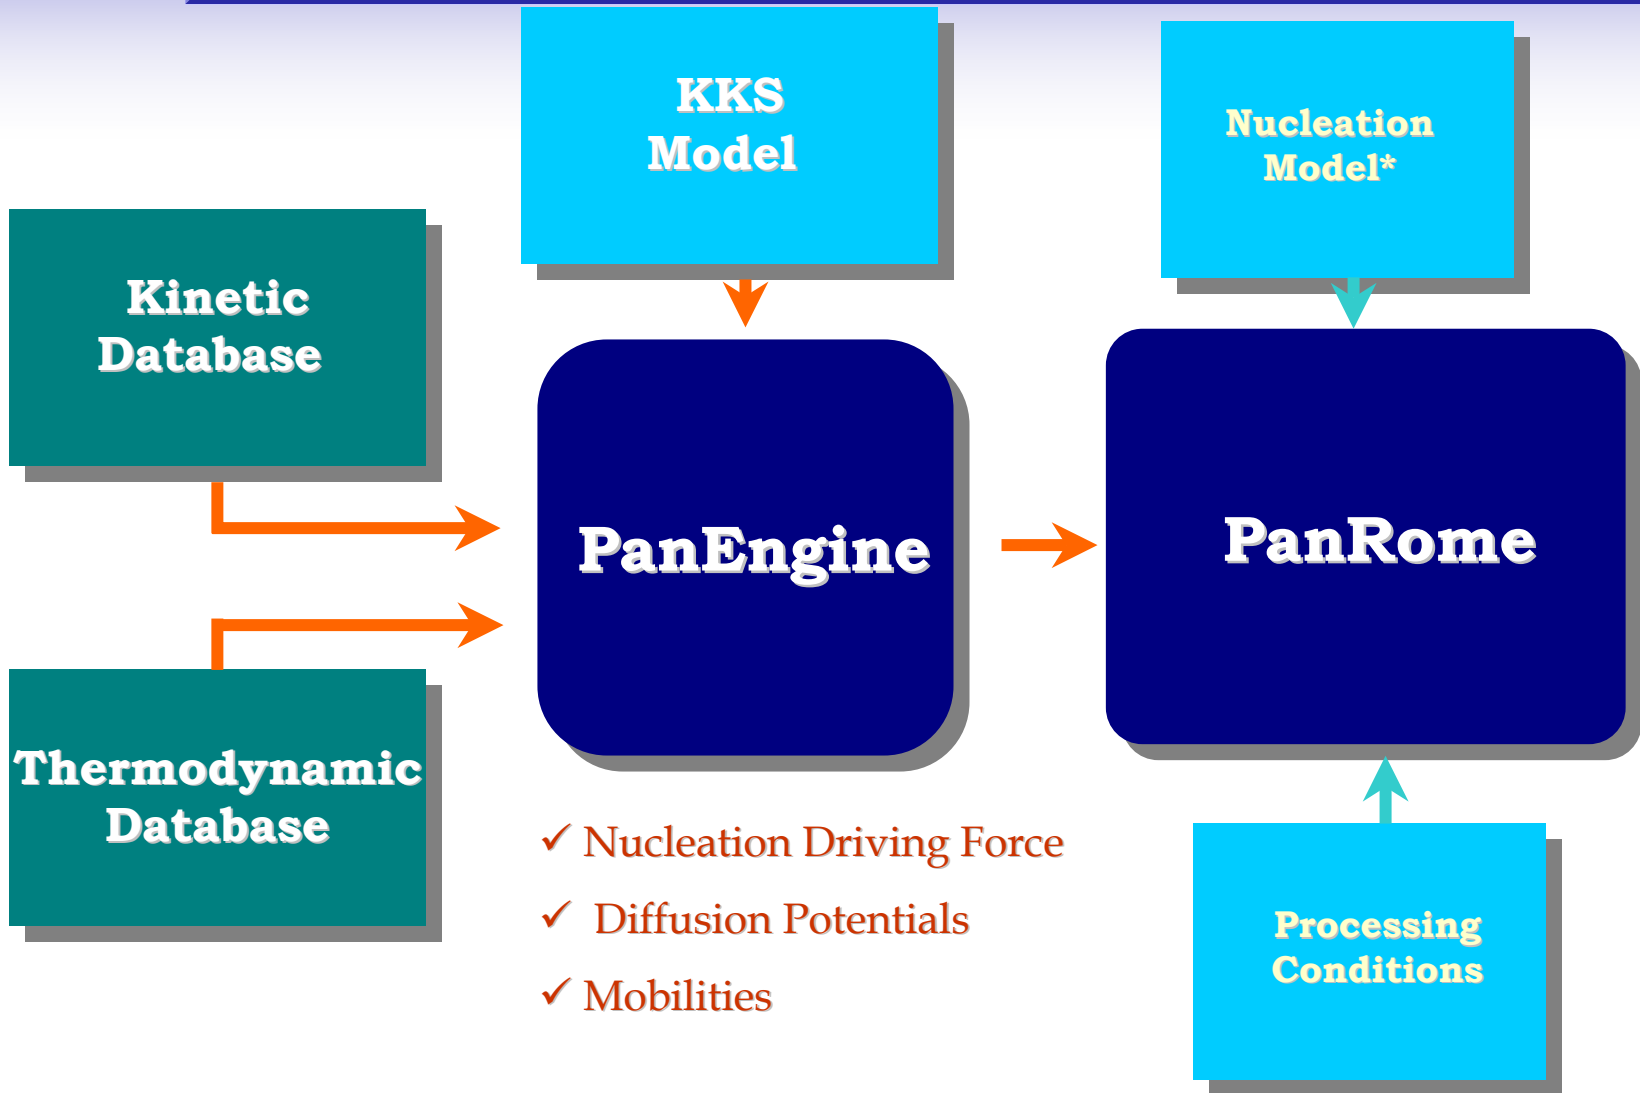 KKS
Model
Nucleation
Model*
Kinetic
Database
PanEngine
PanRome
Thermodynamic
Database
✓ Nucleation Driving Force
✓ Diffusion Potentials
✓ Mobilities
Processing
Conditions